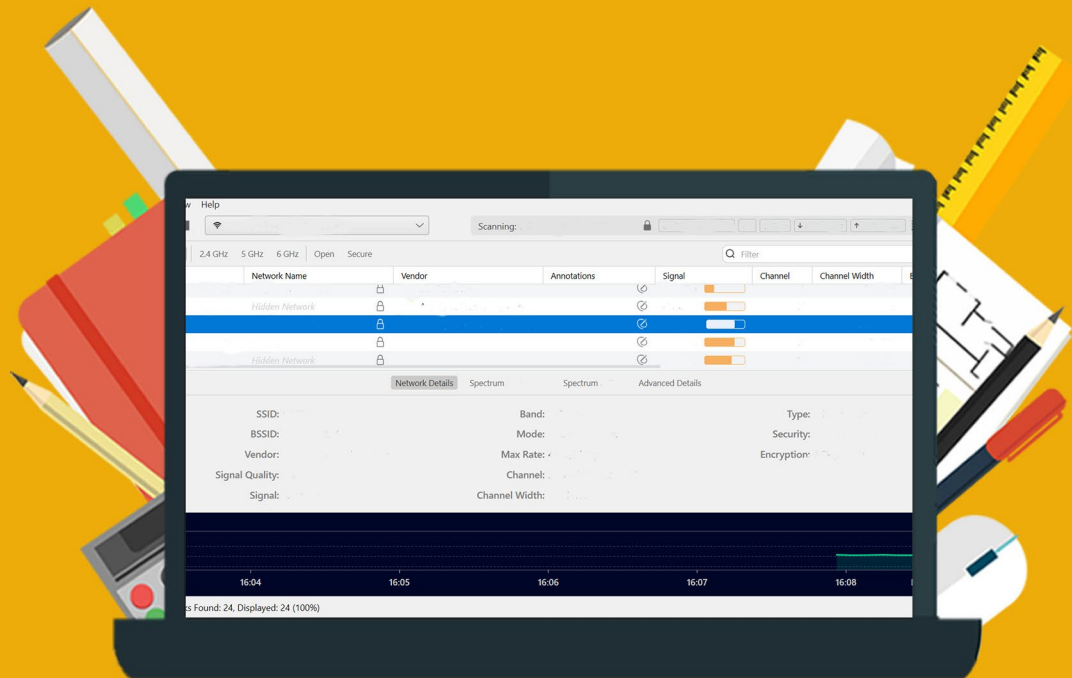 w Help
Scanning:
2.4 GHz 5 GHz 6 GHz Open Secure Filter
Network Name Vendor Annotations Signal Channel Channel Width
Hidden Network
Hidden Network
Network Details Spectrum Spectrum Advanced Details
SSID: Band: Type:
BSSID: Mode: Security:
Vendor: Max Rate: Encryption:
Signal Quality: Channel:
Signal: Channel Width:
16:04 16:05 16:06 16:07 16:08
ks Found: 24, Displayed: 24 (100%)